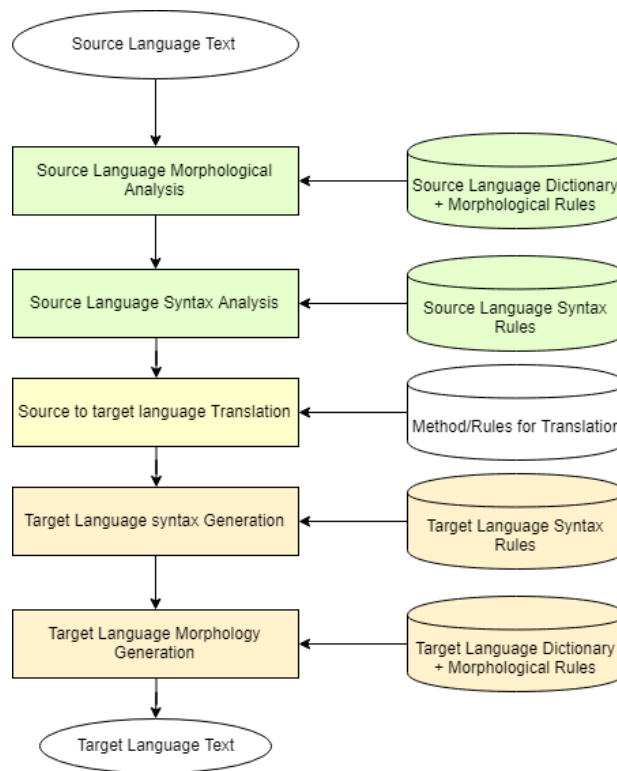 Source Language Text
Source Language Morphological
Analysis
Source Language Dictionary
+ Morphological Rules
Source Language Syntax Analysis
Source Language Syntax
Rules
Source to target language Translation
Method/Rules for Translation
Target Language syntax Generation
Target Language Syntax
Rules
Target Language Morphology
Generation
Target Language Dictionary
+ Morphological Rules
Target Language Text